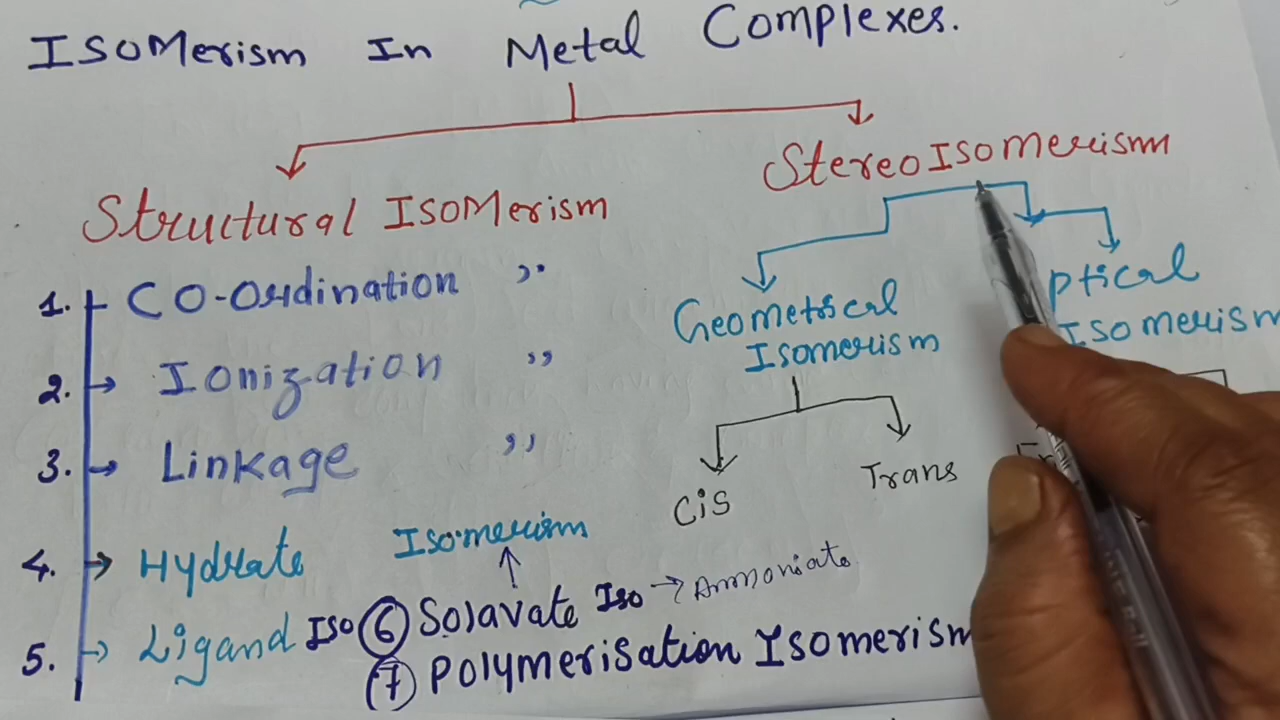 ISOMerism In Metal Complexes.
Structural ISOMerism
1. CO-Ordination ”
2. Ionization ”
3. Linkage ”
4. Hydrate Isomerism
5. Ligand Iso
6 Solavate Iso → Ammoniate
7 Polymerisation Isomerism
Stereo Isomerism
Geometrical
Isomerism
Cis
Trans
ptical
Isomerism